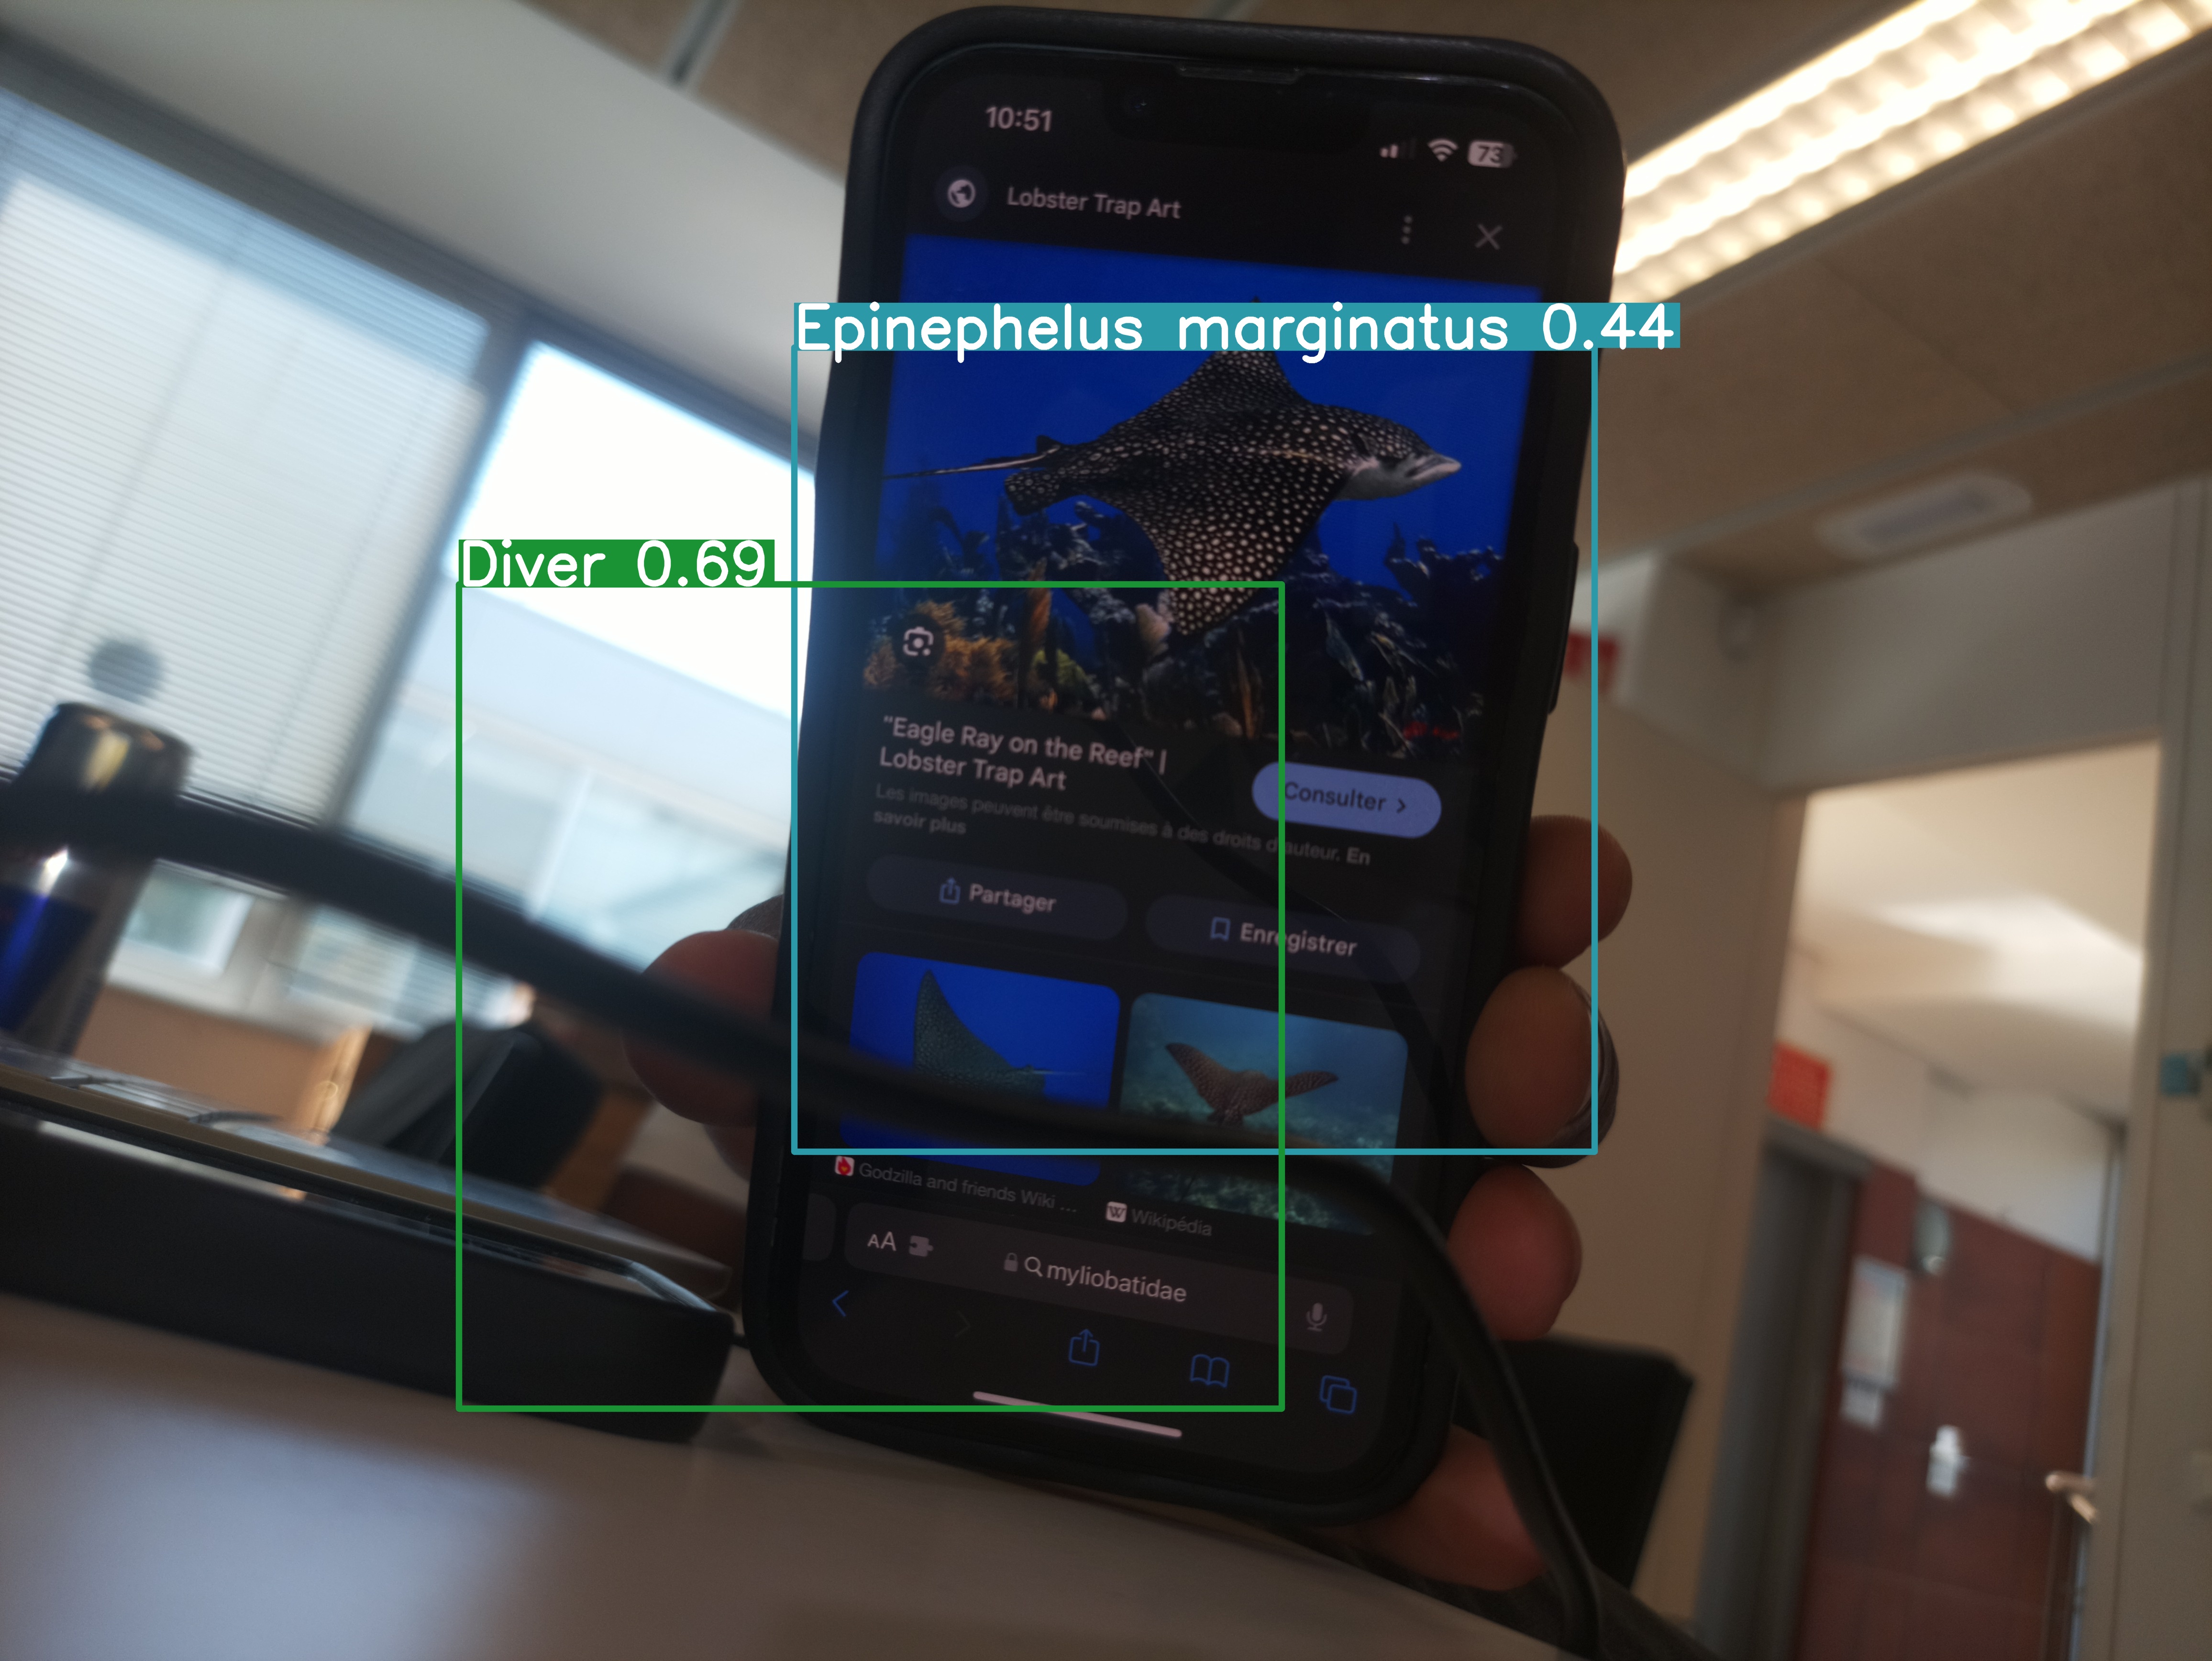 10:51
73
Lobster Trap Art
Epinephelus marginatus 0.44
Diver 0.69
"Eagle Ray on the Reef" |
Lobster Trap Art
Consulter >
Les images peuvent être soumises à des droits d'auteur. En
savoir plus
Partager
Enregistrer
Godzilla and friends Wiki ...
W Wikipédia
AA
myliobatidae